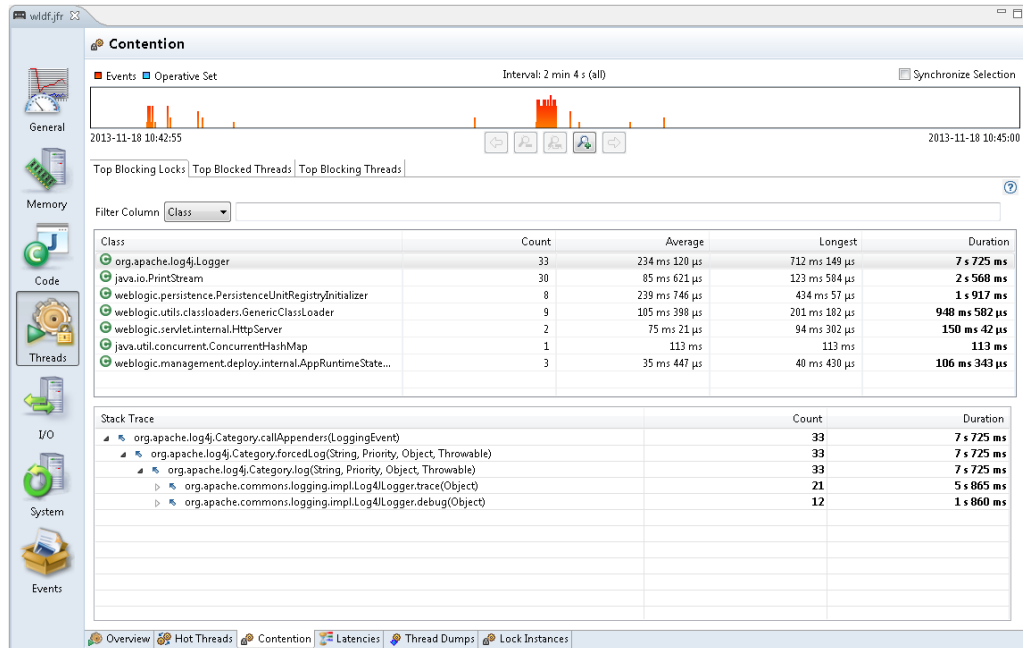 wldf.jfr
Contention
Events Operative Set Interval: 2 min 4 s (all) Synchronize Selection
2013-11-18 10:42:55 2013-11-18 10:45:00
General
Memory
Code
Threads
I/O
System
Events
Top Blocking Locks Top Blocked Threads Top Blocking Threads
Filter Column Class
Class Count Average Longest Duration
org.apache.log4j.Logger 33 234 ms 120 µs 712 ms 149 µs 7 s 725 ms
java.io.PrintStream 30 85 ms 621 µs 123 ms 584 µs 2 s 568 ms
weblogic.persistence.PersistenceUnitRegistryInitializer 8 239 ms 746 µs 434 ms 57 µs 1 s 917 ms
weblogic.utils.classloaders.GenericClassLoader 9 105 ms 398 µs 201 ms 182 µs 948 ms 582 µs
weblogic.servlet.internal.HttpServer 2 75 ms 21 µs 94 ms 302 µs 150 ms 42 µs
java.util.concurrent.ConcurrentHashMap 1 113 ms 113 ms 113 ms
weblogic.management.deploy.internal.AppRuntimeState... 3 35 ms 447 µs 40 ms 430 µs 106 ms 343 µs
Stack Trace Count Duration
org.apache.log4j.Category.callAppenders(LoggingEvent) 33 7 s 725 ms
org.apache.log4j.Category.forcedLog(String, Priority, Object, Throwable) 33 7 s 725 ms
org.apache.log4j.Category.log(String, Priority, Object, Throwable) 33 7 s 725 ms
org.apache.commons.logging.impl.Log4JLogger.trace(Object) 21 5 s 865 ms
org.apache.commons.logging.impl.Log4JLogger.debug(Object) 12 1 s 860 ms
Overview Hot Threads Contention Latencies Thread Dumps Lock Instances